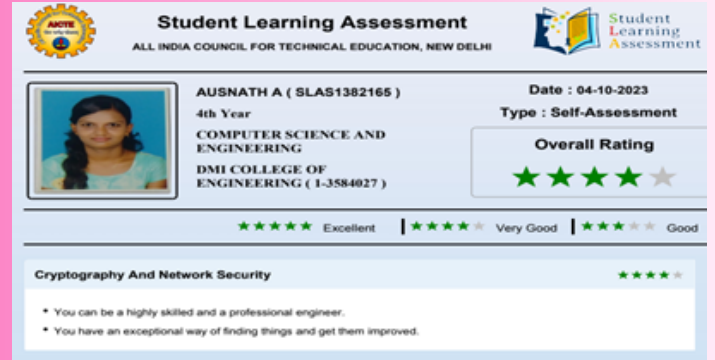 AICTE
Student Learning Assessment
ALL INDIA COUNCIL FOR TECHNICAL EDUCATION, NEW DELHI
Student
Learning
Assessment
AUSNATH A ( SLAS1382165 )
4th Year
COMPUTER SCIENCE AND
ENGINEERING
DMI COLLEGE OF
ENGINEERING ( 1-3584027 )
Date : 04-10-2023
Type : Self-Assessment
Overall Rating
Excellent
Very Good
Good
Cryptography And Network Security
* You can be a highly skilled and a professional engineer.
* You have an exceptional way of finding things and get them improved.